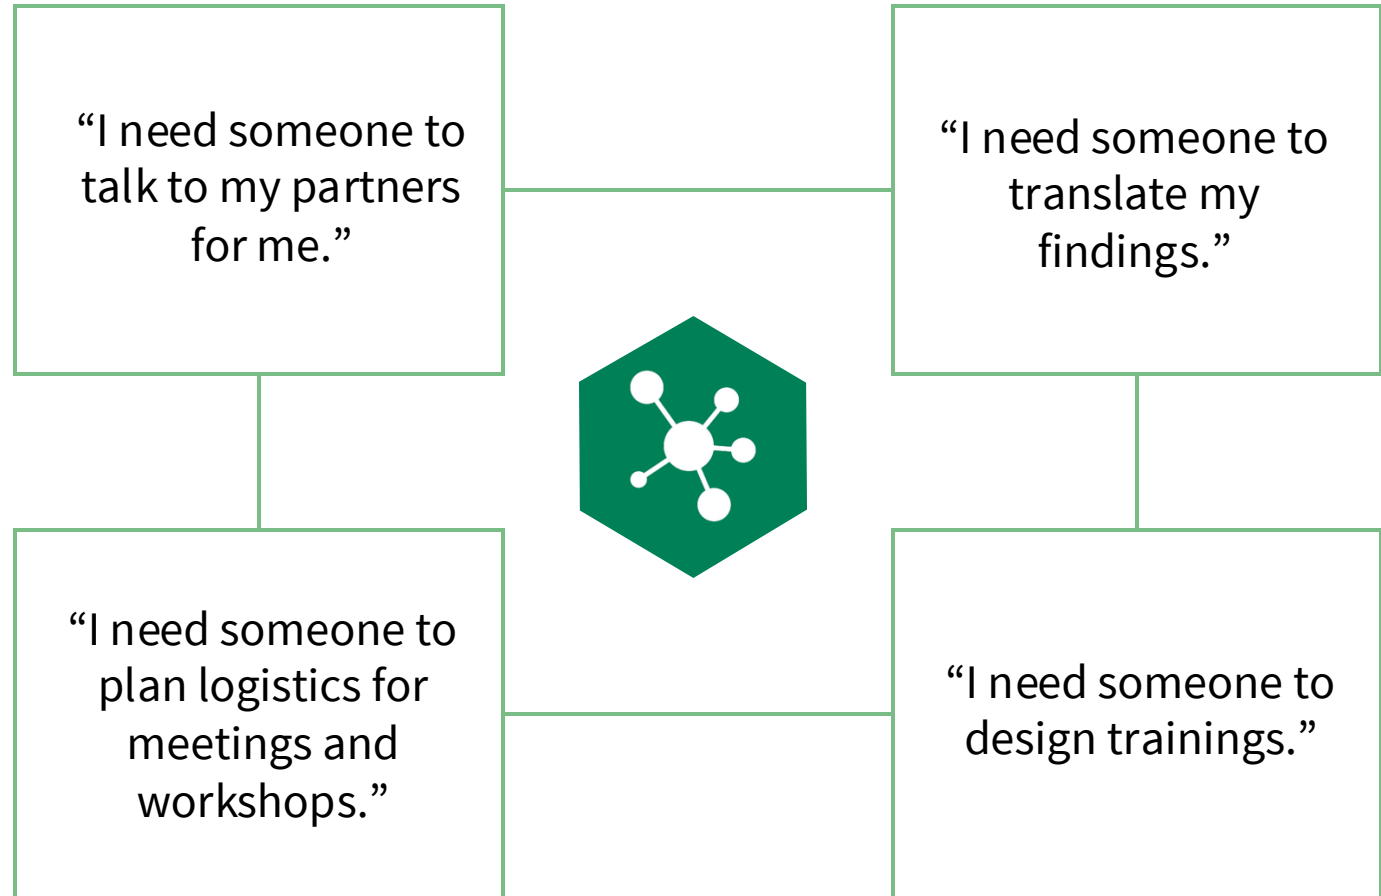 “I need someone to
talk to my partners
for me.”
“I need someone to
translate my
findings.”
“I need someone to
plan logistics for
meetings and
workshops.”
“I need someone to
design trainings.”